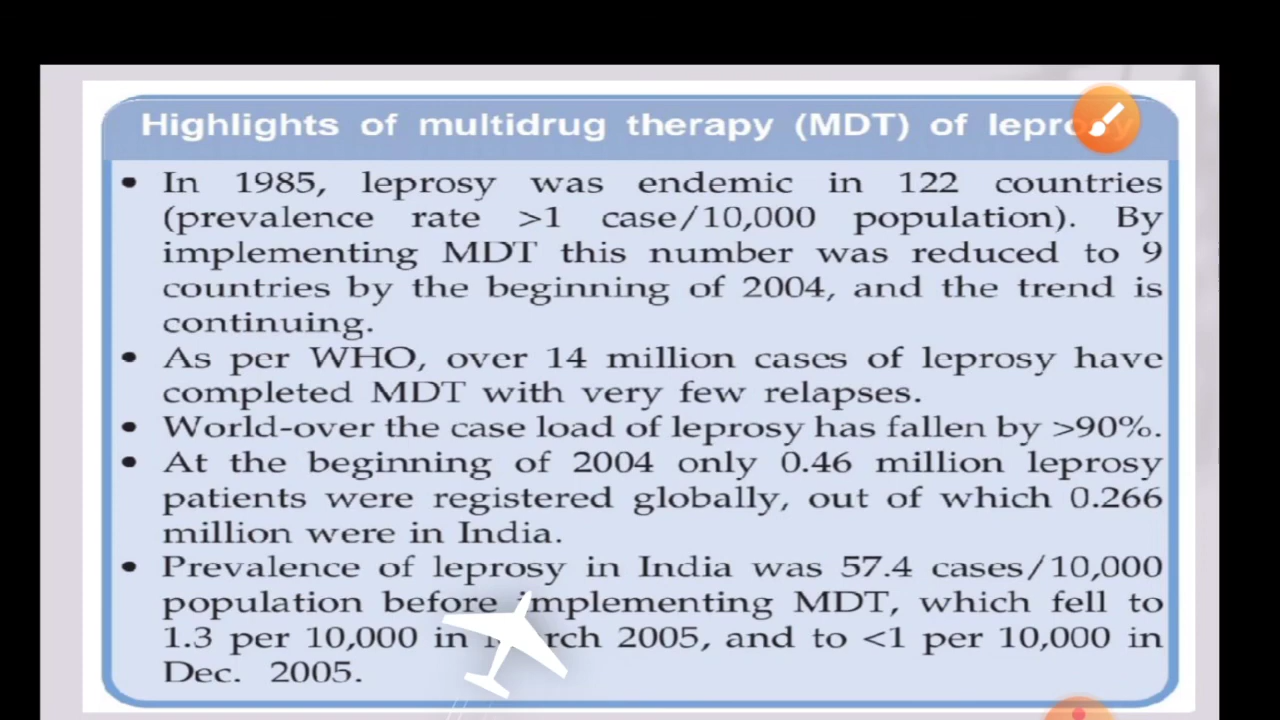 Highlights of multidrug therapy (MDT) of leprosy
• In 1985, leprosy was endemic in 122 countries
(prevalence rate >1 case/10,000 population). By
implementing MDT this number was reduced to 9
countries by the beginning of 2004, and the trend is
continuing.
• As per WHO, over 14 million cases of leprosy have
completed MDT with very few relapses.
• World-over the case load of leprosy has fallen by >90%.
• At the beginning of 2004 only 0.46 million leprosy
patients were registered globally, out of which 0.266
million were in India.
• Prevalence of leprosy in India was 57.4 cases/10,000
population before implementing MDT, which fell to
1.3 per 10,000 in March 2005, and to <1 per 10,000 in
Dec. 2005.